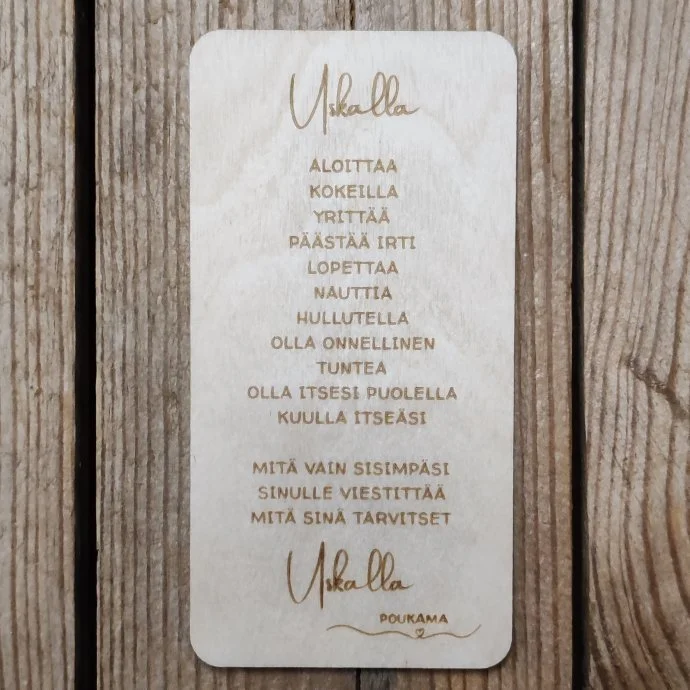 Uskalla
ALOITTAA
KOKEILLA
YRITTÄÄ
PÄÄSTÄÄ IRTI
LOPETTAA
NAUTTIA
HULLUTELLA
OLLA ONNELLINEN
TUNTEA
OLLA ITSESI PUOLELLA
KUULLA ITSEÄSI
MITÄ VAIN SISIMPÄSI
SINULLE VIESTITTÄÄ
MITÄ SINÄ TARVITSET
Uskalla
POUKAMA